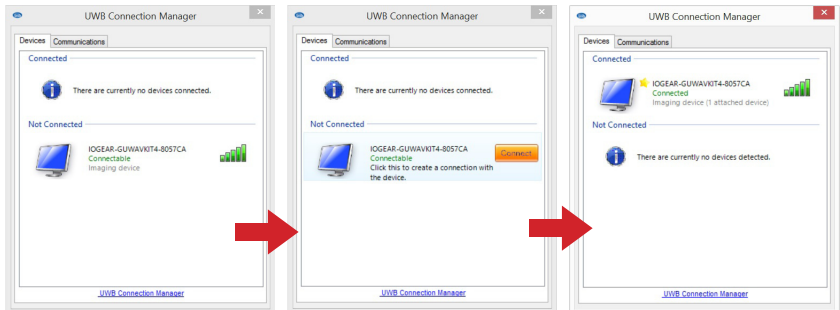 UWB Connection Manager
Devices
Communications
Connected
There are currently no devices connected.
Not Connected
IOGEAR-GUWAVKIT4-8057CA
Connectable
Imaging device
UWB Connection Manager
UWB Connection Manager
Devices
Communications
Connected
There are currently no devices connected.
Not Connected
IOGEAR-GUWAVKIT4-8057CA
Connectable
Click this to create a connection with
the device.
Connect
UWB Connection Manager
UWB Connection Manager
Devices
Communications
Connected
IOGEAR-GUWAVKIT4-8057CA
Connected
Imaging device (1 attached device)
Not Connected
There are currently no devices detected.
UWB Connection Manager